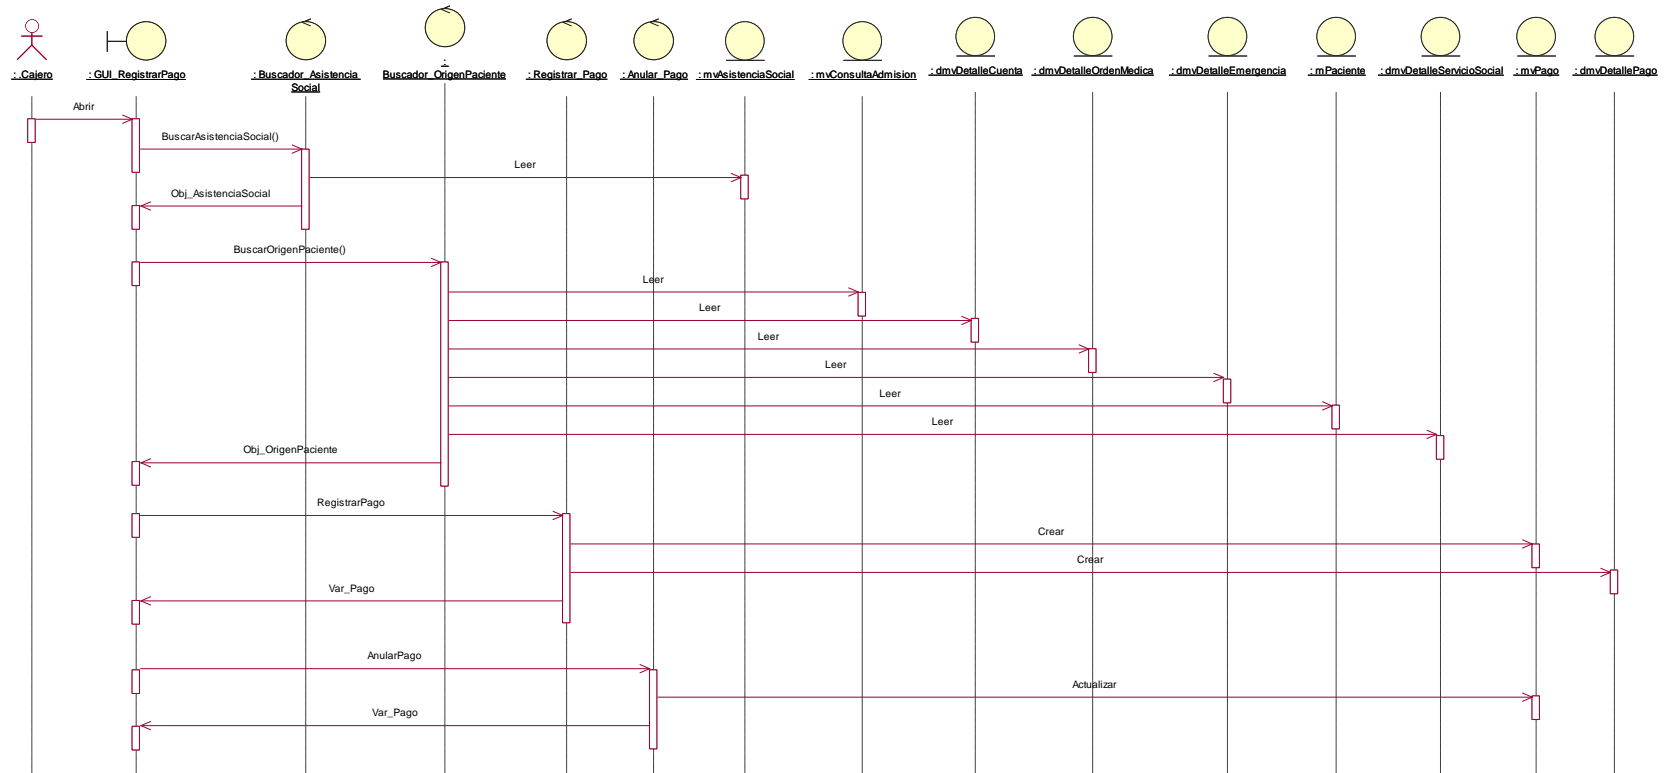 : .Cajero
: GUI_RegistrarPago
: Buscador_Asistencia
Social
:
Buscador_OrigenPaciente
: Registrar_Pago
: Anular_Pago
: mvAsistenciaSocial
: mvConsultaAdmision
: dmvDetalleCuenta
: dmvDetalleOrdenMedica
: dmvDetalleEmergencia
: mPaciente
: dmvDetalleServicioSocial
: mvPago
: dmvDetallePago
Abrir
BuscarAsistenciaSocial()
Leer
Obj_AsistenciaSocial
BuscarOrigenPaciente()
Leer
Leer
Leer
Leer
Leer
Leer
Obj_OrigenPaciente
RegistrarPago
Crear
Crear
Var_Pago
AnularPago
Actualizar
Var_Pago